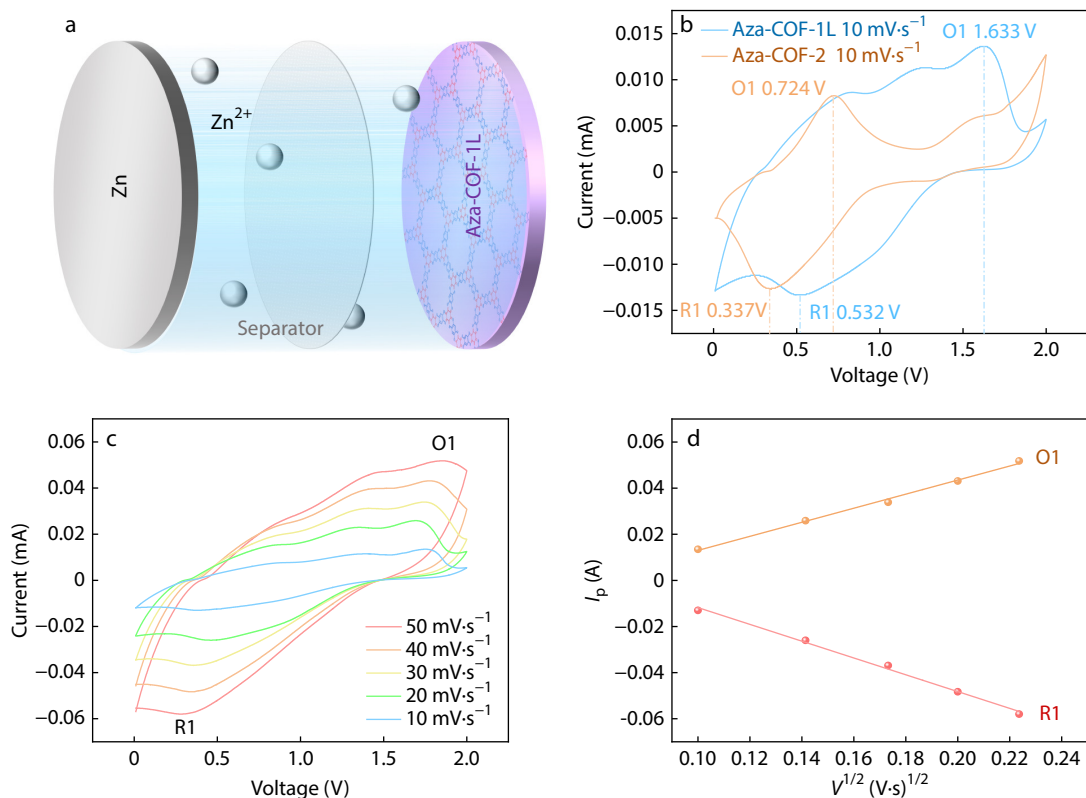 a
Zn
Zn²⁺
Separator
Aza-COF-1L
b
Aza-COF-1L 10 mV·s⁻¹
Aza-COF-2 10 mV·s⁻¹
O1 1.633 V
O1 0.724 V
R1 0.337V
R1 0.532 V
0.015
0.010
0.005
0
−0.005
−0.010
−0.015
Current (mA)
0 0.5 1.0 1.5 2.0
Voltage (V)
c
O1
R1
50 mV·s⁻¹
40 mV·s⁻¹
30 mV·s⁻¹
20 mV·s⁻¹
10 mV·s⁻¹
0.06
0.04
0.02
0
−0.02
−0.04
−0.06
Current (mA)
0 0.5 1.0 1.5 2.0
Voltage (V)
d
O1
R1
0.06
0.04
0.02
0
−0.02
−0.04
-0.06
Iₚ (A)
0.10 0.12 0.14 0.16 0.18 0.20 0.22 0.24
V¹ᐟ² (V·s)¹ᐟ²